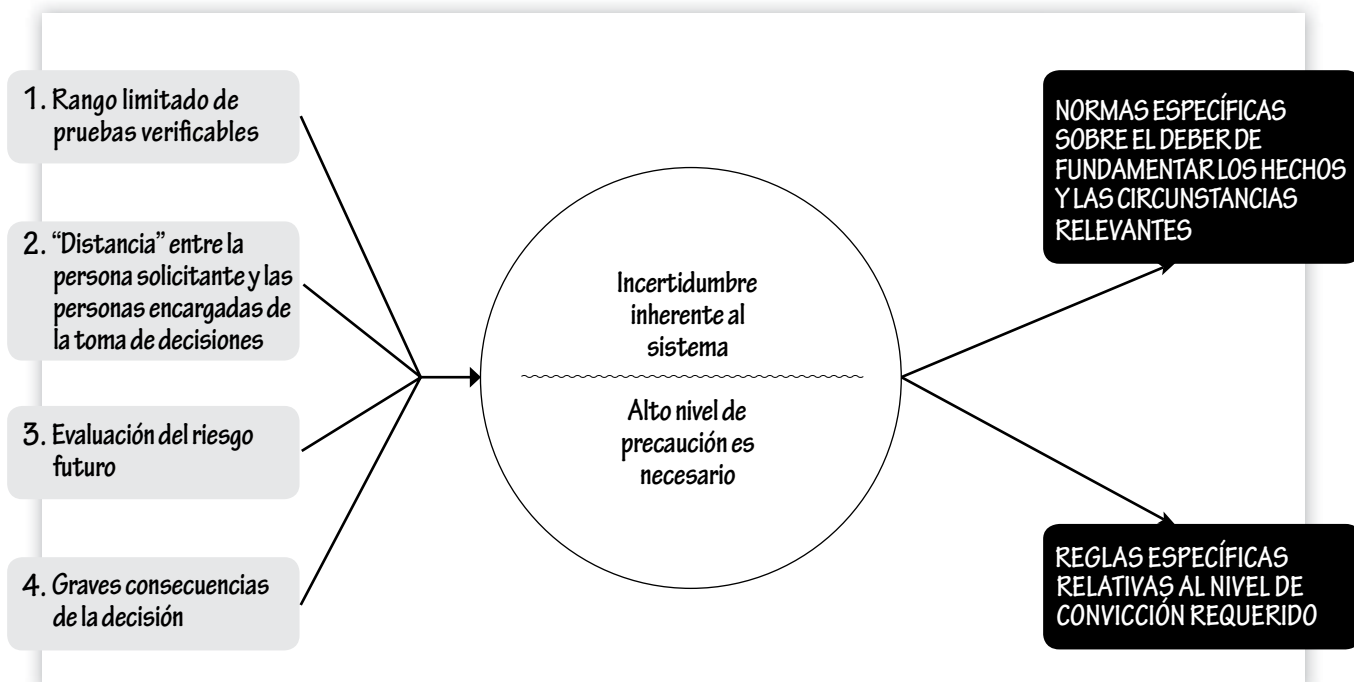 1. Rango limitado de
pruebas verificables
2. “Distancia” entre la
persona solicitante y las
personas encargadas de
la toma de decisiones
3. Evaluación del riesgo
futuro
4. Graves consecuencias
de la decisión
Incertidumbre
inherente al
sistema
Alto nivel de
precaución es
necesario
NORMAS ESPECÍFICAS
SOBRE EL DEBER DE
FUNDAMENTAR LOS HECHOS
Y LAS CIRCUNSTANCIAS
RELEVANTES
REGLAS ESPECÍFICAS
RELATIVAS AL NIVEL DE
CONVICCIÓN REQUERIDO